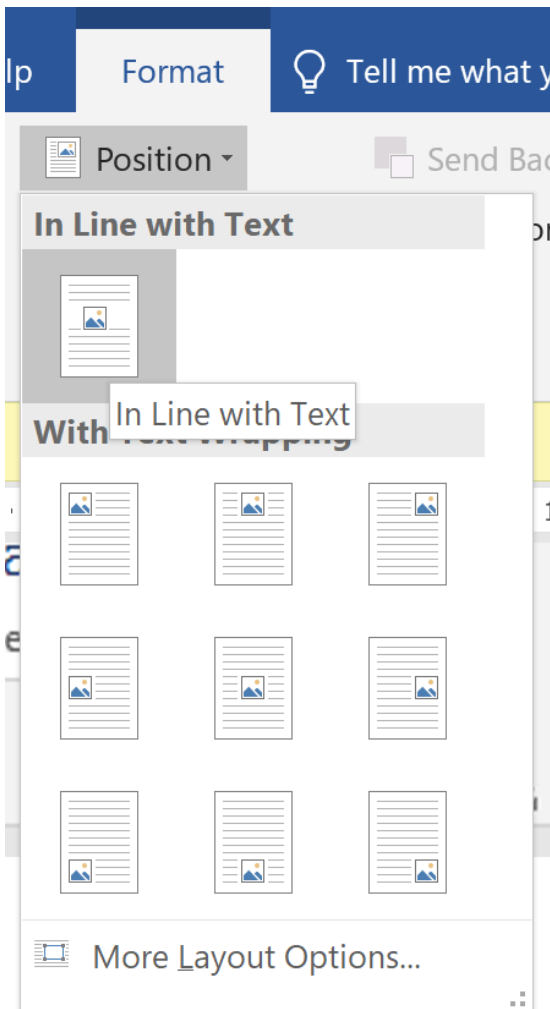 lp Format Tell me what y
Position Send Bac
In Line with Text
In Line with Text
With Text Wrapping
More Layout Options...